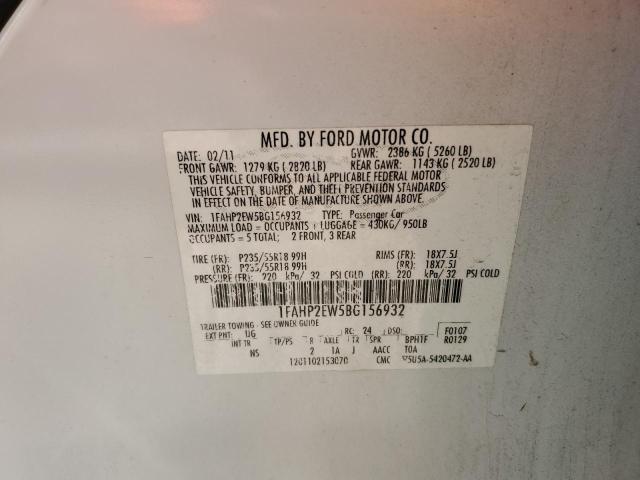 MFD. BY FORD MOTOR CO.
DATE: 02/11 GVWR: 2386 KG ( 5260 LB)
FRONT GAWR: 1279 KG ( 2820 LB) REAR GAWR: 1143 KG ( 2520 LB)
THIS VEHICLE CONFORMS TO ALL APPLICABLE FEDERAL MOTOR
VEHICLE SAFETY, BUMPER, AND THEFT PREVENTION STANDARDS
IN EFFECT ON THE DATE OF MANUFACTURE SHOWN ABOVE.
VIN: 1FAHP2EW5BG156932 TYPE: Passenger Car
MAXIMUM LOAD = OCCUPANTS + LUGGAGE = 430KG/ 950LB
OCCUPANTS = 5 TOTAL: 2 FRONT, 3 REAR
TIRE (FR): P235/55R18 99H RIMS (FR): 18X7.5J
(RR): P235/55R18 99H (RR): 18X7.5J
PRESSURE (FR): 220 kPa/ 32 PSI COLD (RR): 220 kPa/ 32 PSI COLD
1FAHP2EW5BG156932
TRAILER TOWING - SEE OWNER GUIDE
EXT PNT: UG RC: 24 DSO: F0107
INT TR TP/PS R AXLE TR SPR BPH1F R0129
NS 2 1A J AACC TOA
1201102153070 CMC 5U5A-5420472-AA